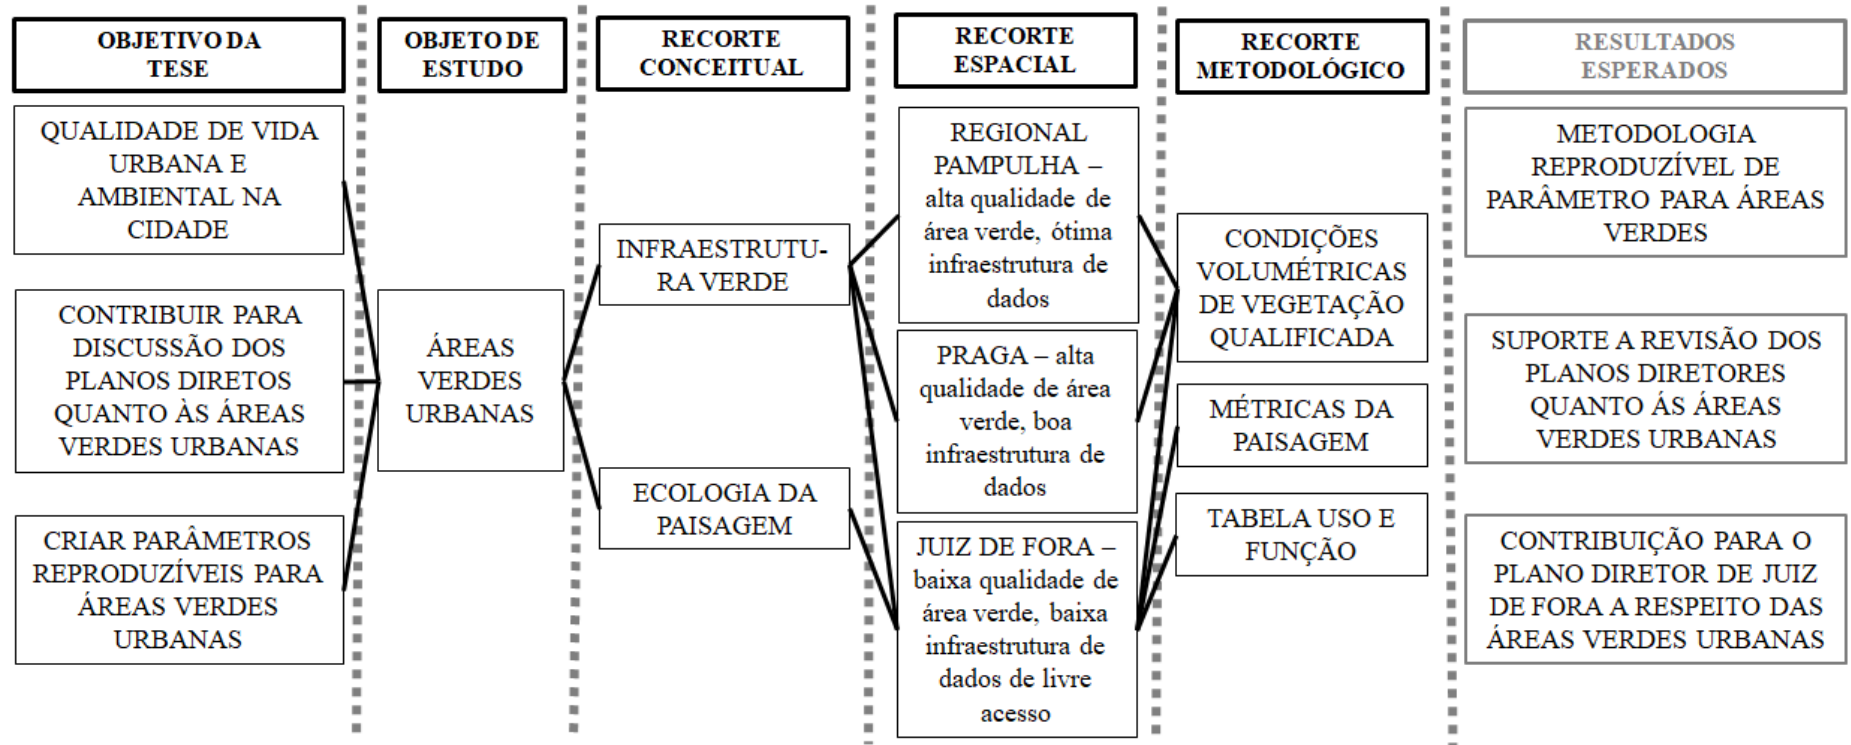 OBJETIVO DA
TESE
OBJETO DE
ESTUDO
RECORTE
CONCEITUAL
RECORTE
ESPACIAL
RECORTE
METODOLÓGICO
RESULTADOS
ESPERADOS
QUALIDADE DE VIDA
URBANA E
AMBIENTAL NA
CIDADE
CONTRIBUIR PARA
DISCUSSÃO DOS
PLANOS DIRETOS
QUANTO ÀS ÁREAS
VERDES URBANAS
CRIAR PARÂMETROS
REPRODUZÍVEIS PARA
ÁREAS VERDES
URBANAS
ÁREAS
VERDES
URBANAS
INFRAESTRUTU-
RA VERDE
ECOLOGIA DA
PAISAGEM
REGIONAL
PAMPULHA –
alta qualidade de
área verde, ótima
infraestrutura de
dados
PRAGA – alta
qualidade de área
verde, boa
infraestrutura de
dados
JUIZ DE FORA –
baixa qualidade de
área verde, baixa
infraestrutura de
dados de livre
acesso
CONDIÇÕES
VOLUMÉTRICAS
DE VEGETAÇÃO
QUALIFICADA
MÉTRICAS DA
PAISAGEM
TABELA USO E
FUNÇÃO
METODOLOGIA
REPRODUZÍVEL DE
PARÂMETRO PARA ÁREAS
VERDES
SUPORTE A REVISÃO DOS
PLANOS DIRETORES
QUANTO ÁS ÁREAS
VERDES URBANAS
CONTRIBUIÇÃO PARA O
PLANO DIRETOR DE JUIZ
DE FORA A RESPEITO DAS
ÁREAS VERDES URBANAS